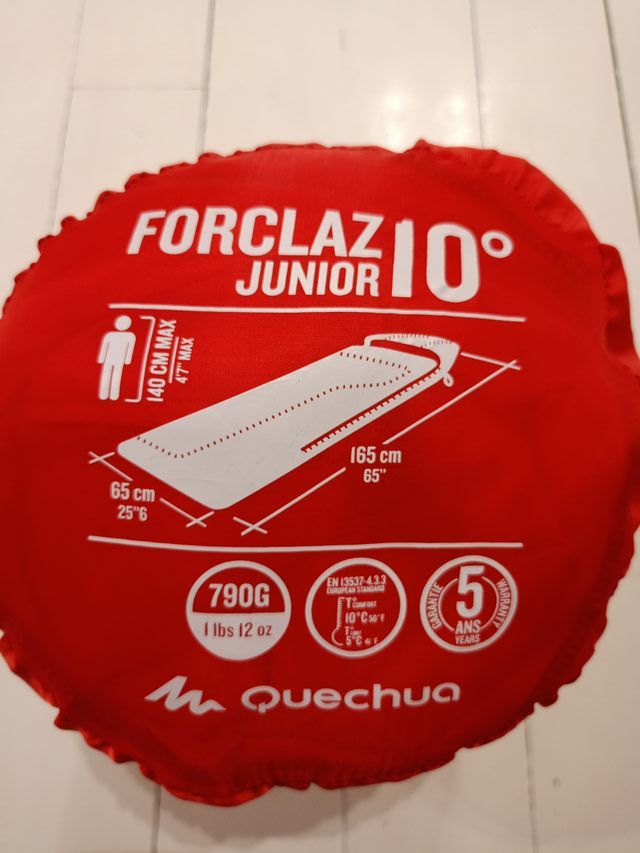 FORCLAZ 10°
JUNIOR
140 CM MAX
4'7" MAX
165 cm
65"
65 cm
25"6
790G
1 lbs 12 oz
EN 13537-4.3.3
EUROPEAN STANDARD
T° COMFORT
10°C 50°F
T° LIMIT
5°C 41°F
GARANTIE
5
ANS
YEARS
WARRANTY
Quechua